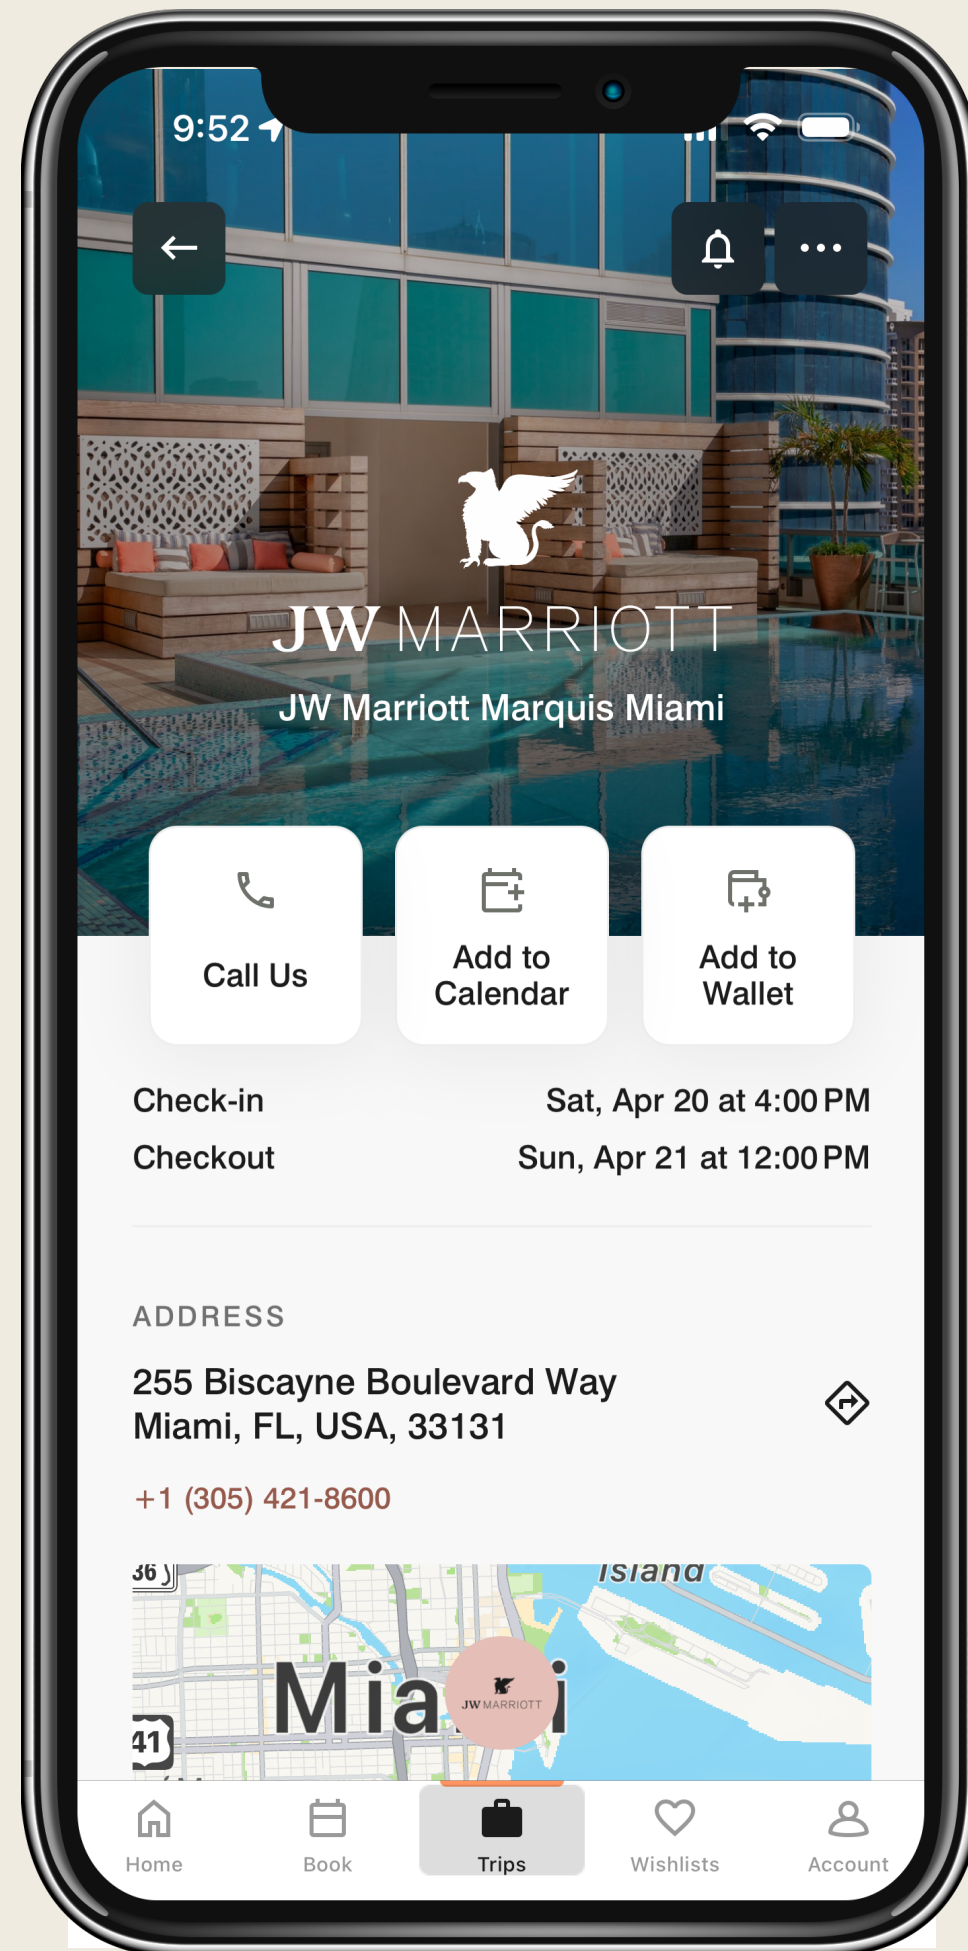 9:52
JW MARRIOTT
JW Marriott Marquis Miami
Call Us
Add to
Calendar
Add to
Wallet
Check-in Sat, Apr 20 at 4:00 PM
Checkout Sun, Apr 21 at 12:00 PM
ADDRESS
255 Biscayne Boulevard Way
Miami, FL, USA, 33131
+1 (305) 421-8600
36
Island
Mia i
JW MARRIOTT
41
Home Book Trips Wishlists Account